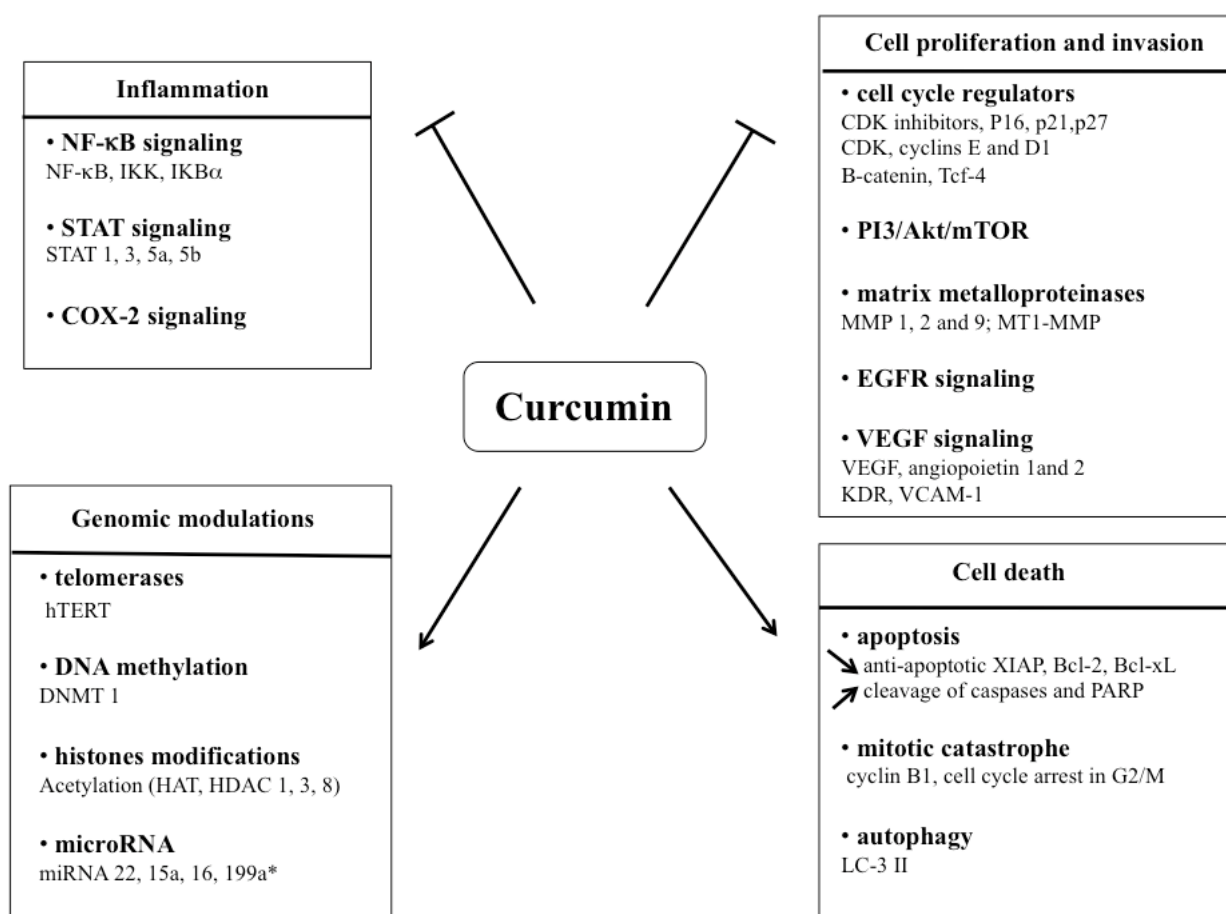 Inflammation
• NF-κB signaling
NF-κB, IKK, IKBα
• STAT signaling
STAT 1, 3, 5a, 5b
• COX-2 signaling
Cell proliferation and invasion
• cell cycle regulators
CDK inhibitors, P16, p21,p27
CDK, cyclins E and D1
B-catenin, Tcf-4
• PI3/Akt/mTOR
• matrix metalloproteinases
MMP 1, 2 and 9; MT1-MMP
• EGFR signaling
• VEGF signaling
VEGF, angiopoietin 1and 2
KDR, VCAM-1
Curcumin
Genomic modulations
• telomerases
hTERT
• DNA methylation
DNMT 1
• histones modifications
Acetylation (HAT, HDAC 1, 3, 8)
• microRNA
miRNA 22, 15a, 16, 199a*
Cell death
• apoptosis
anti-apoptotic XIAP, Bcl-2, Bcl-xL
cleavage of caspases and PARP
• mitotic catastrophe
cyclin B1, cell cycle arrest in G2/M
• autophagy
LC-3 II